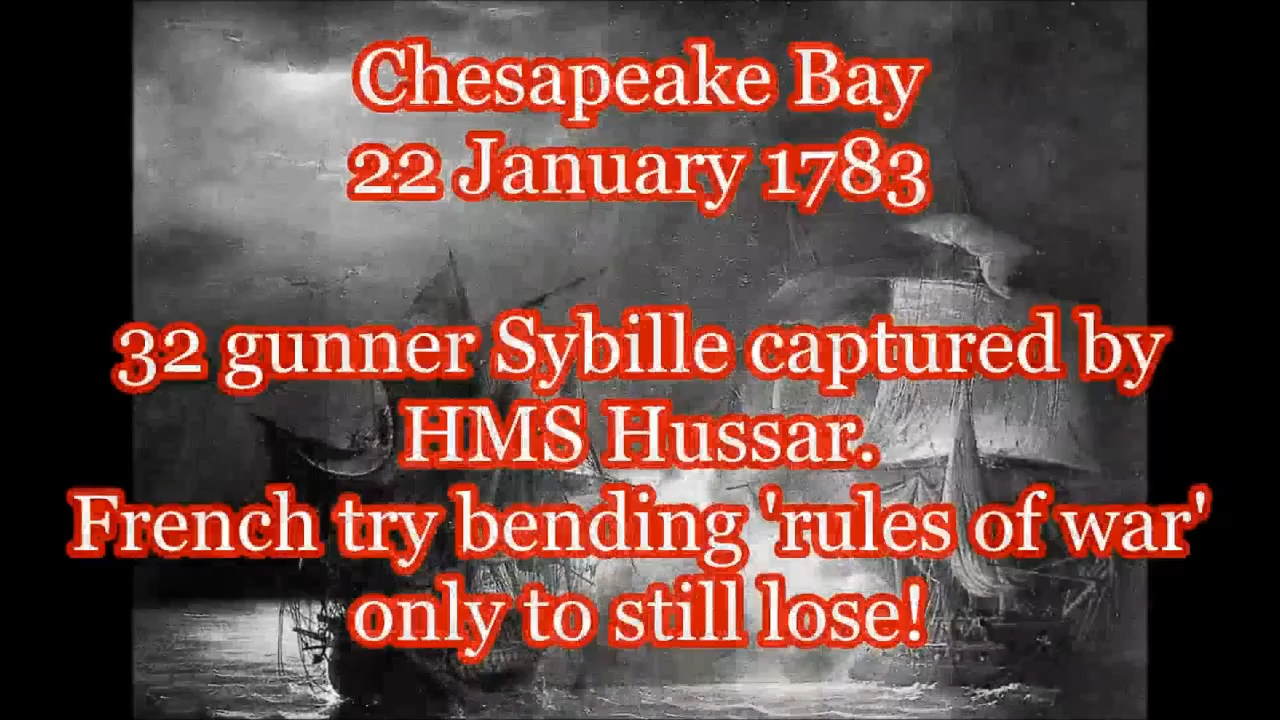 Chesapeake Bay
22 January 1783
32 gunner Sybille captured by
HMS Hussar.
French try bending 'rules of war'
only to still lose!